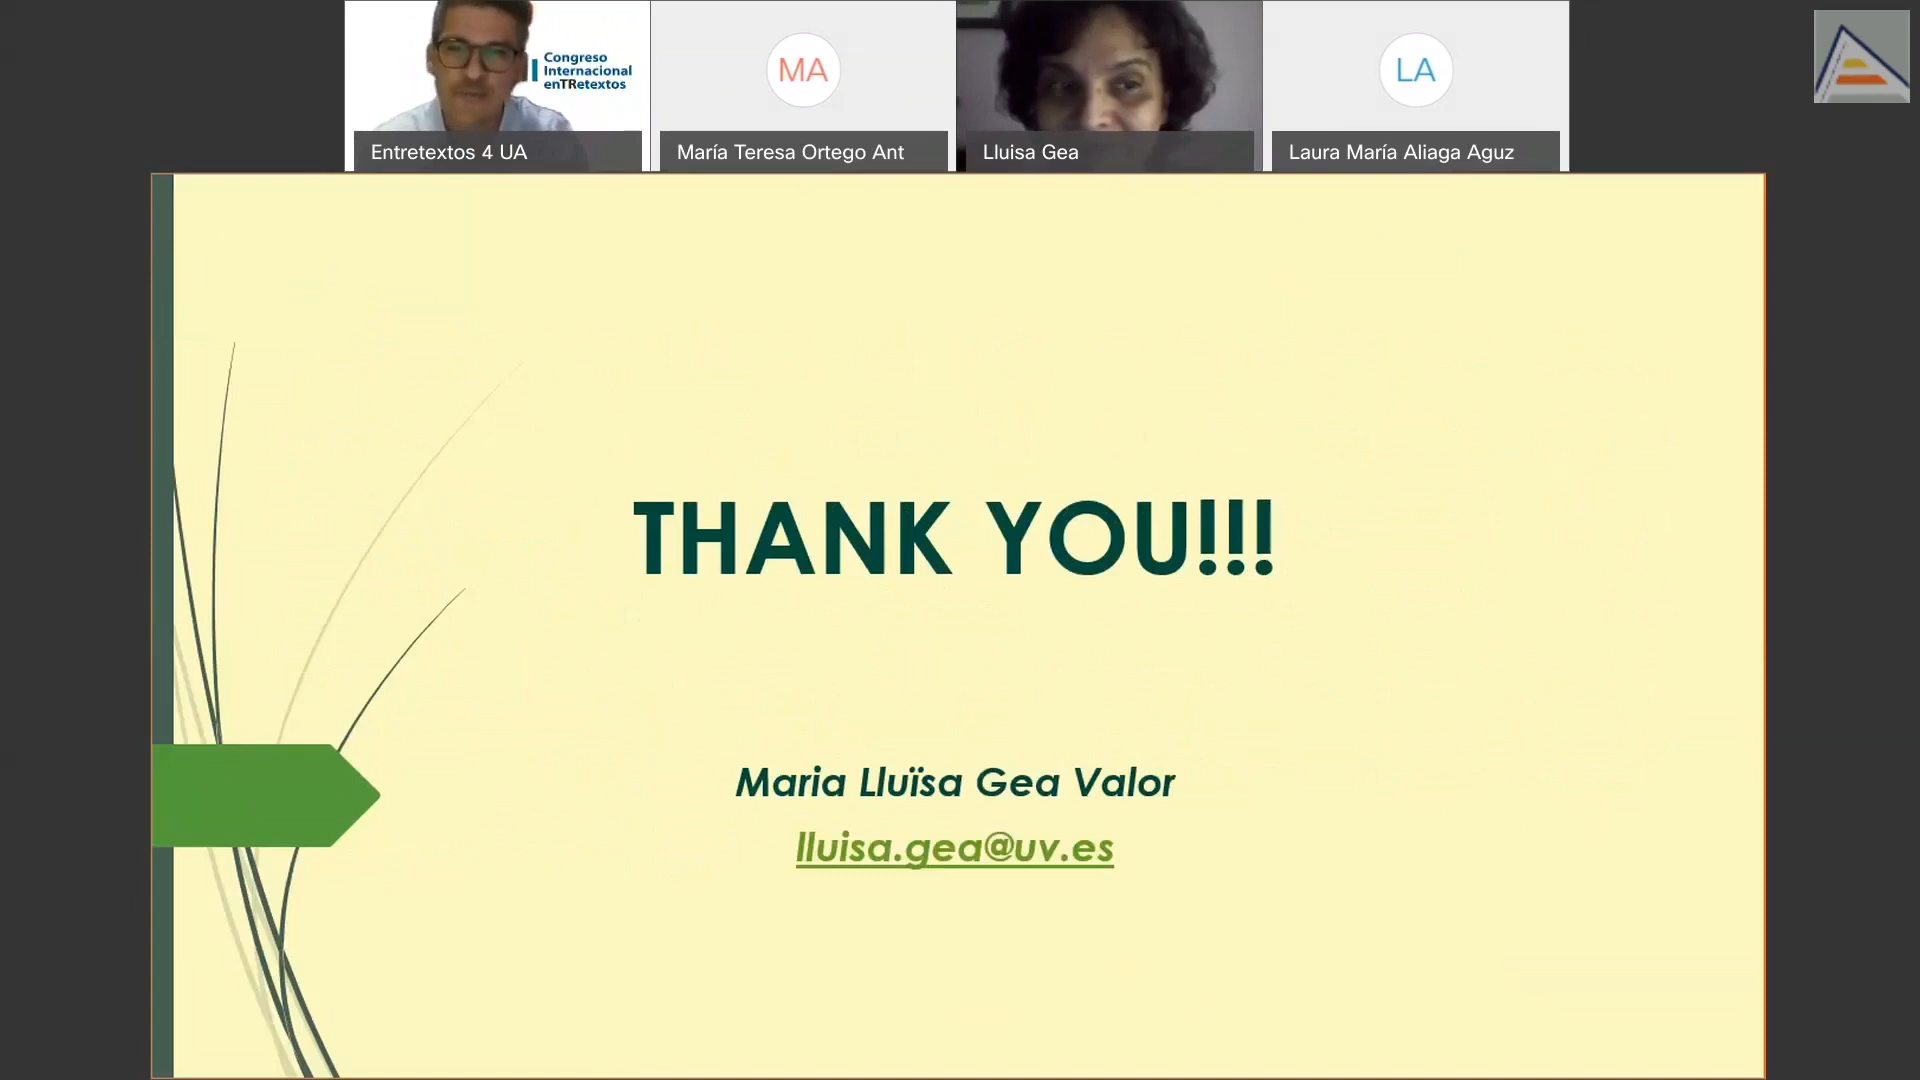 Congreso
Internacional
enTRetextos
MA
LA
Entretextos 4 UA
María Teresa Ortego Ant
Lluisa Gea
Laura María Aliaga Aguz
THANK YOU!!!
Maria Lluïsa Gea Valor
lluisa.gea@uv.es